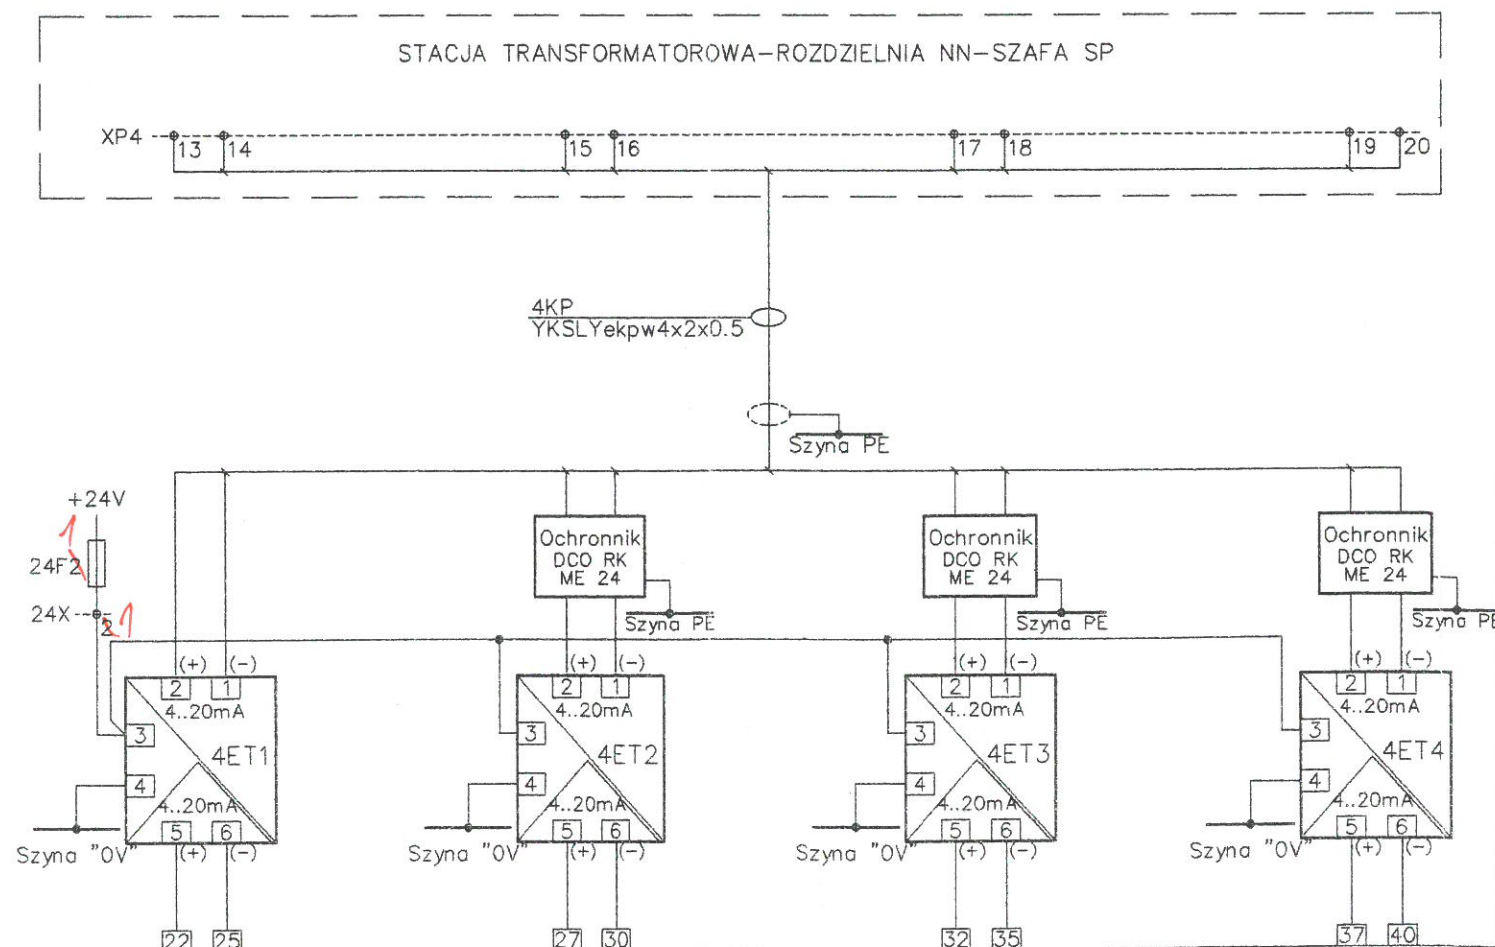 STACJA TRANSFORMATOROWA-ROZDZIELNIA NN-SZAFA SP
XP4
13 14 15 16 17 18 19 20
4KP
YKSLYekpw4x2x0.5
Szyna PE
+24V
1
24F2
24X
2 1
Ochronnik
DCO RK
ME 24
Szyna PE
Ochronnik
DCO RK
ME 24
Szyna PE
Ochronnik
DCO RK
ME 24
Szyna PE
(+) (-)
2 1
4..20mA
3
4ET1
4
4..20mA
5 6
(+) (-)
Szyna "0V"
22 25
(+) (-)
2 1
4..20mA
3
4ET2
4
4..20mA
5 6
(+) (-)
Szyna "0V"
27 30
(+) (-)
2 1
4..20mA
3
4ET3
4
4..20mA
5 6
(+) (-)
Szyna "0V"
32 35
(+) (-)
2 1
4..20mA
3
4ET4
4
4..20mA
5 6
(+) (-)
Szyna "0V"
37 40